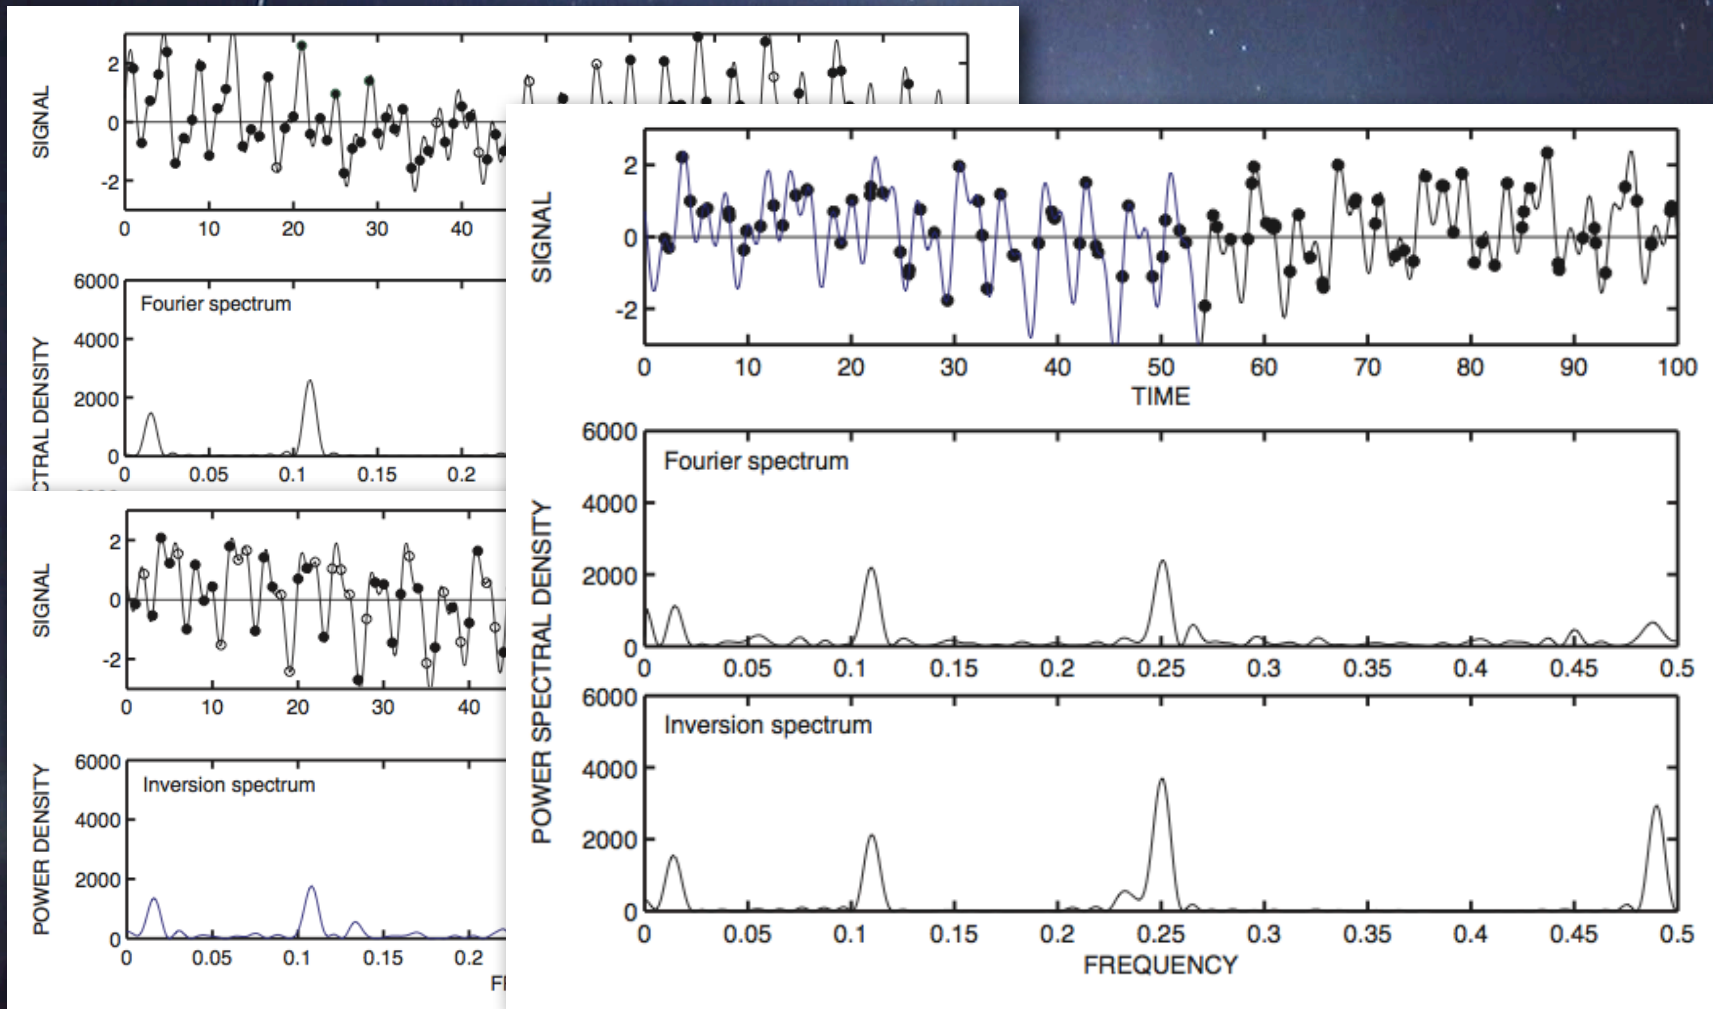 SIGNAL
2
0
-2
0 10 20 30 40
6000
Fourier spectrum
4000
2000
0
0 0.05 0.1 0.15 0.2
CTRAL DENSITY
SIGNAL
2
0
-2
0 10 20 30 40
6000
Inversion spectrum
4000
2000
0
0 0.05 0.1 0.15 0.2
POWER DENSITY
SIGNAL
2
0
-2
0 10 20 30 40 50 60 70 80 90 100
TIME
6000
Fourier spectrum
4000
2000
0
0 0.05 0.1 0.15 0.2 0.25 0.3 0.35 0.4 0.45 0.5
POWER SPECTRAL DENSITY
6000
Inversion spectrum
4000
2000
0
0 0.05 0.1 0.15 0.2 0.25 0.3 0.35 0.4 0.45 0.5
FREQUENCY